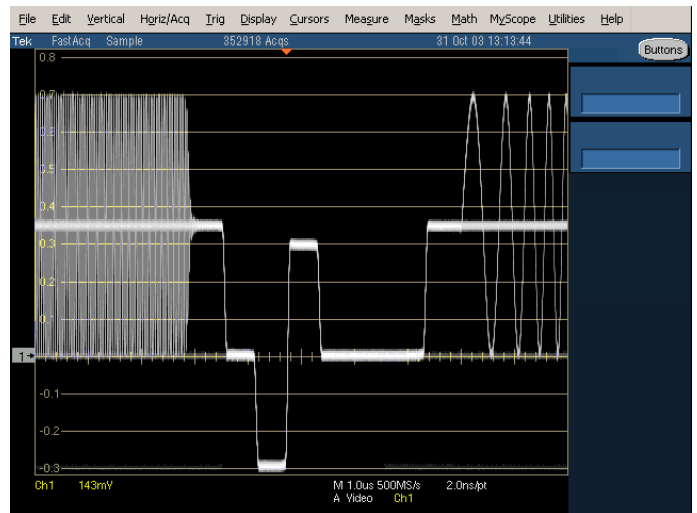 File Edit Vertical Horiz/Acq Trig Display Cursors Measure Masks Math MyScope Utilities Help
Tek FastAcq Sample 352918 Acqs 31 Oct 03 13:13:44
Buttons
0.8
0.7
0.6
0.5
0.4
0.3
0.2
0.1
1
-0.1
-0.2
-0.3
Ch1 143mV M 1.0us 500MS/s 2.0ns/pt
A Video Ch1